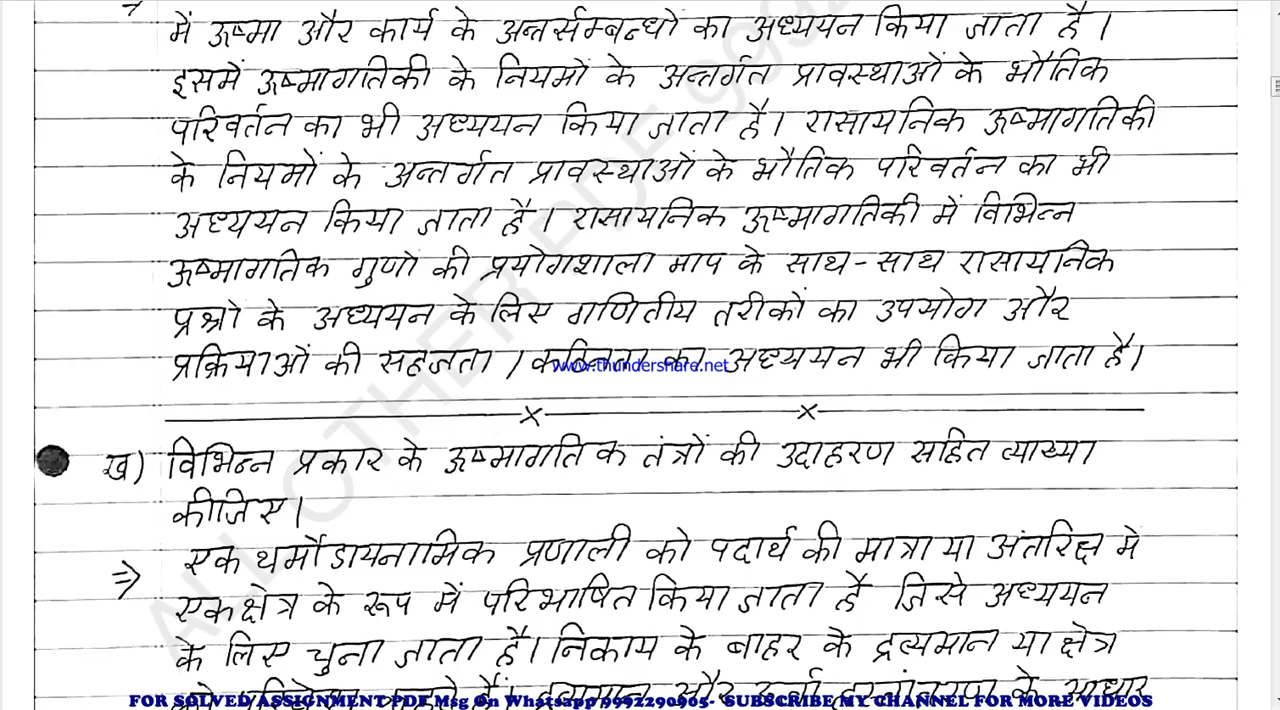 में ऊष्मा और कार्य के अन्तर्सम्बन्धो का अध्ययन किया जाता है।
इसमें ऊष्मागतिकी के नियमों के अन्तर्गत प्रावस्थाओं के भौतिक
परिवर्तन का भी अध्ययन किया जाता है। रासायनिक ऊष्मागतिकी
के नियमों के अन्तर्गत प्रावस्थाओं के भौतिक परिवर्तन का भी
अध्ययन किया जाता है। रासायनिक ऊष्मागतिकी में विभिन्न
ऊष्मागतिक गुणो की प्रयोगशाला माप के साथ-साथ रासायनिक
प्रश्नो के अध्ययन के लिए गणितीय तरीकों का उपयोग और
प्रक्रियाओं की सहजता / का अध्ययन भी किया जाता है।
www.thundershare.net
ख) विभिन्न प्रकार के ऊष्मागतिक तंत्रों की उदाहरण सहित व्याख्या
कीजिए।
⇒ एक थर्मोडायनामिक प्रणाली को पदार्थ की मात्रा या अंतरिक्ष मे
एक क्षेत्र के रूप में परिभाषित किया जाता है जिसे अध्ययन
के लिए चुना जाता है। निकाय के बाहर के द्रव्यमान या क्षेत्र
FOR SOLVED ASSIGNMENT PDF Msg On Whatsapp 9992290905- SUBSCRIBE MY CHANNEL FOR MORE VIDEOS